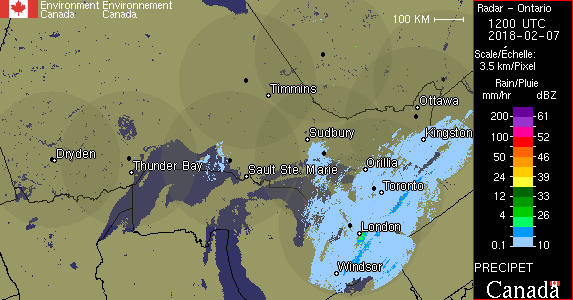 Environment Environnement
Canada Canada
100 KM
Timmins
Ottawa
Sudbury
Kingston
Dryden
Thunder Bay
Sault Ste. Marie
Orillia
Toronto
London
Windsor
Radar - Ontario
1200 UTC
2018-02-07
Scale/Échelle:
3.5 km/Pixel
Rain/Pluie
mm/hr dBZ
200 61
100 52
50 46
24 39
12 33
4 26
0.1 10
PRECIPET
Canada